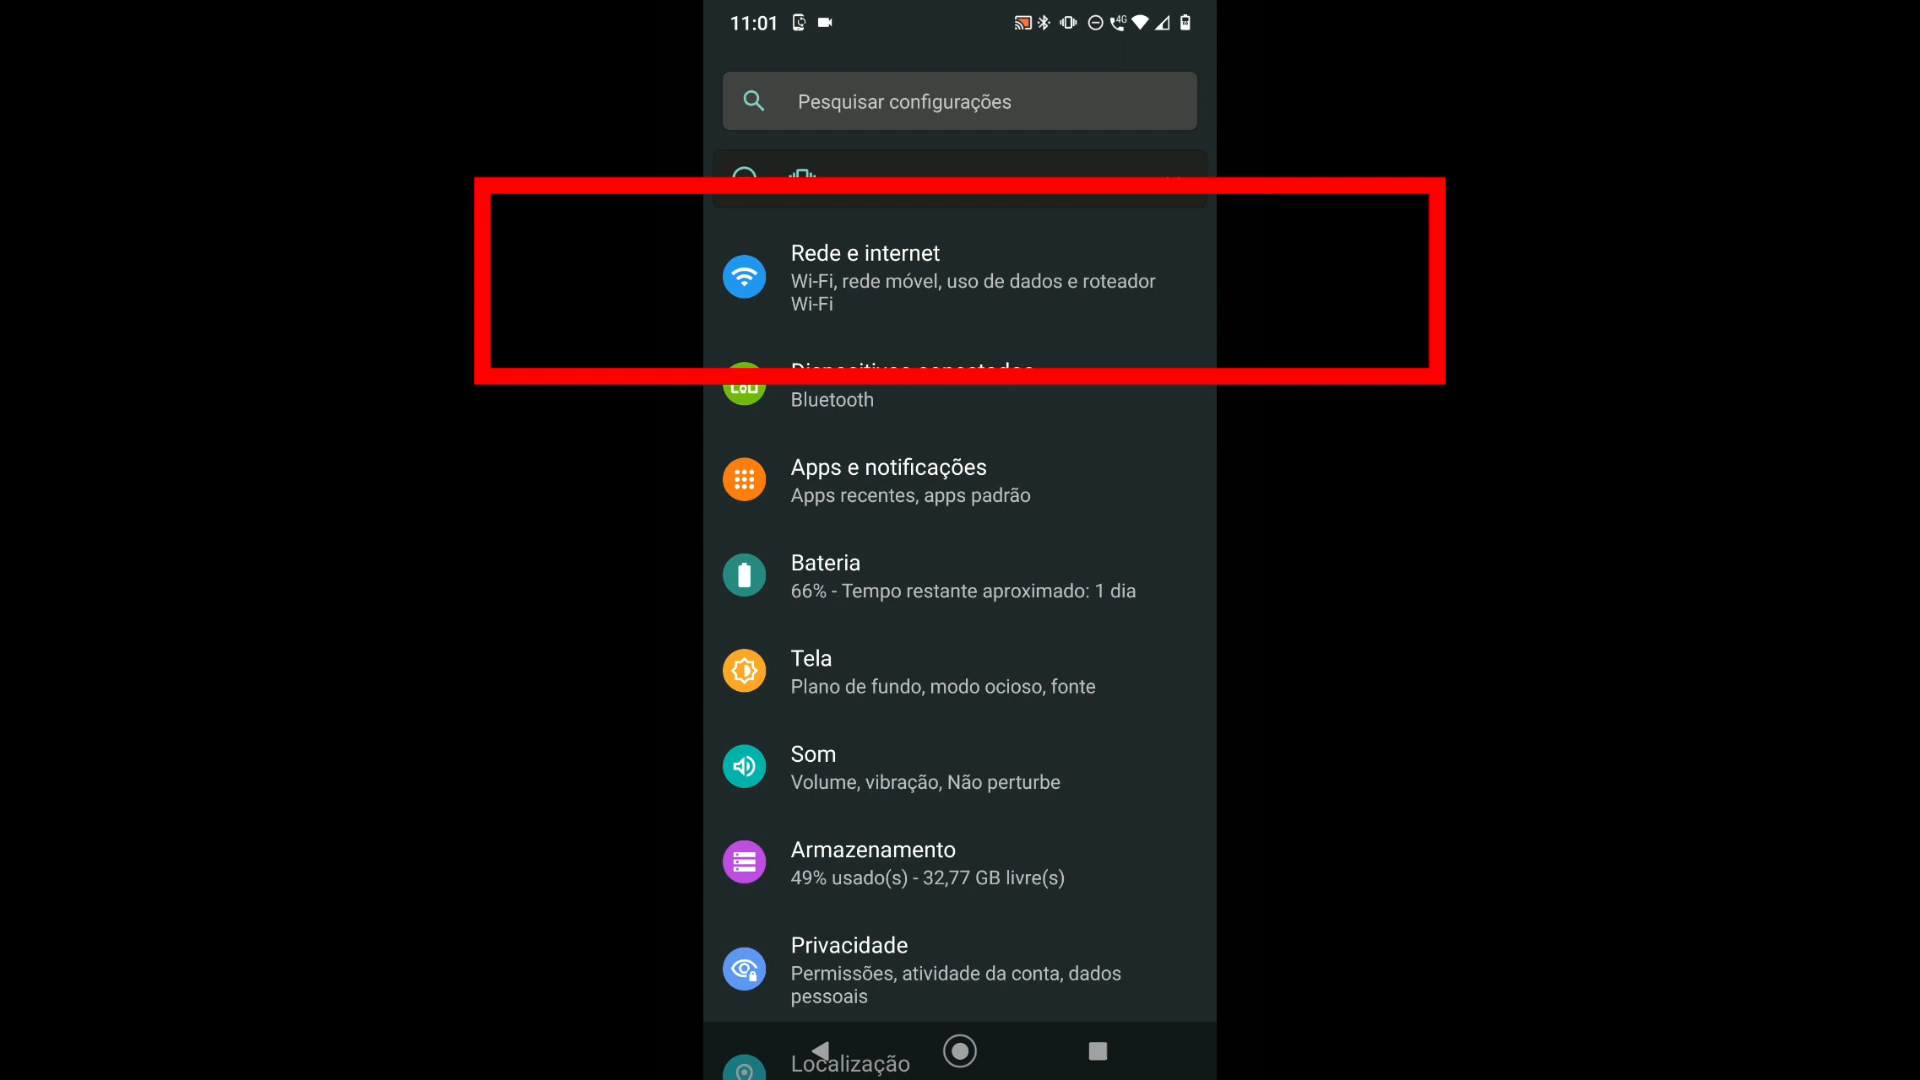 11:01
4G
Pesquisar configurações
Rede e internet
Wi-Fi, rede móvel, uso de dados e roteador
Wi-Fi
Dispositivos conectados
Bluetooth
Apps e notificações
Apps recentes, apps padrão
Bateria
66% - Tempo restante aproximado: 1 dia
Tela
Plano de fundo, modo ocioso, fonte
Som
Volume, vibração, Não perturbe
Armazenamento
49% usado(s) - 32,77 GB livre(s)
Privacidade
Permissões, atividade da conta, dados
pessoais
Localização